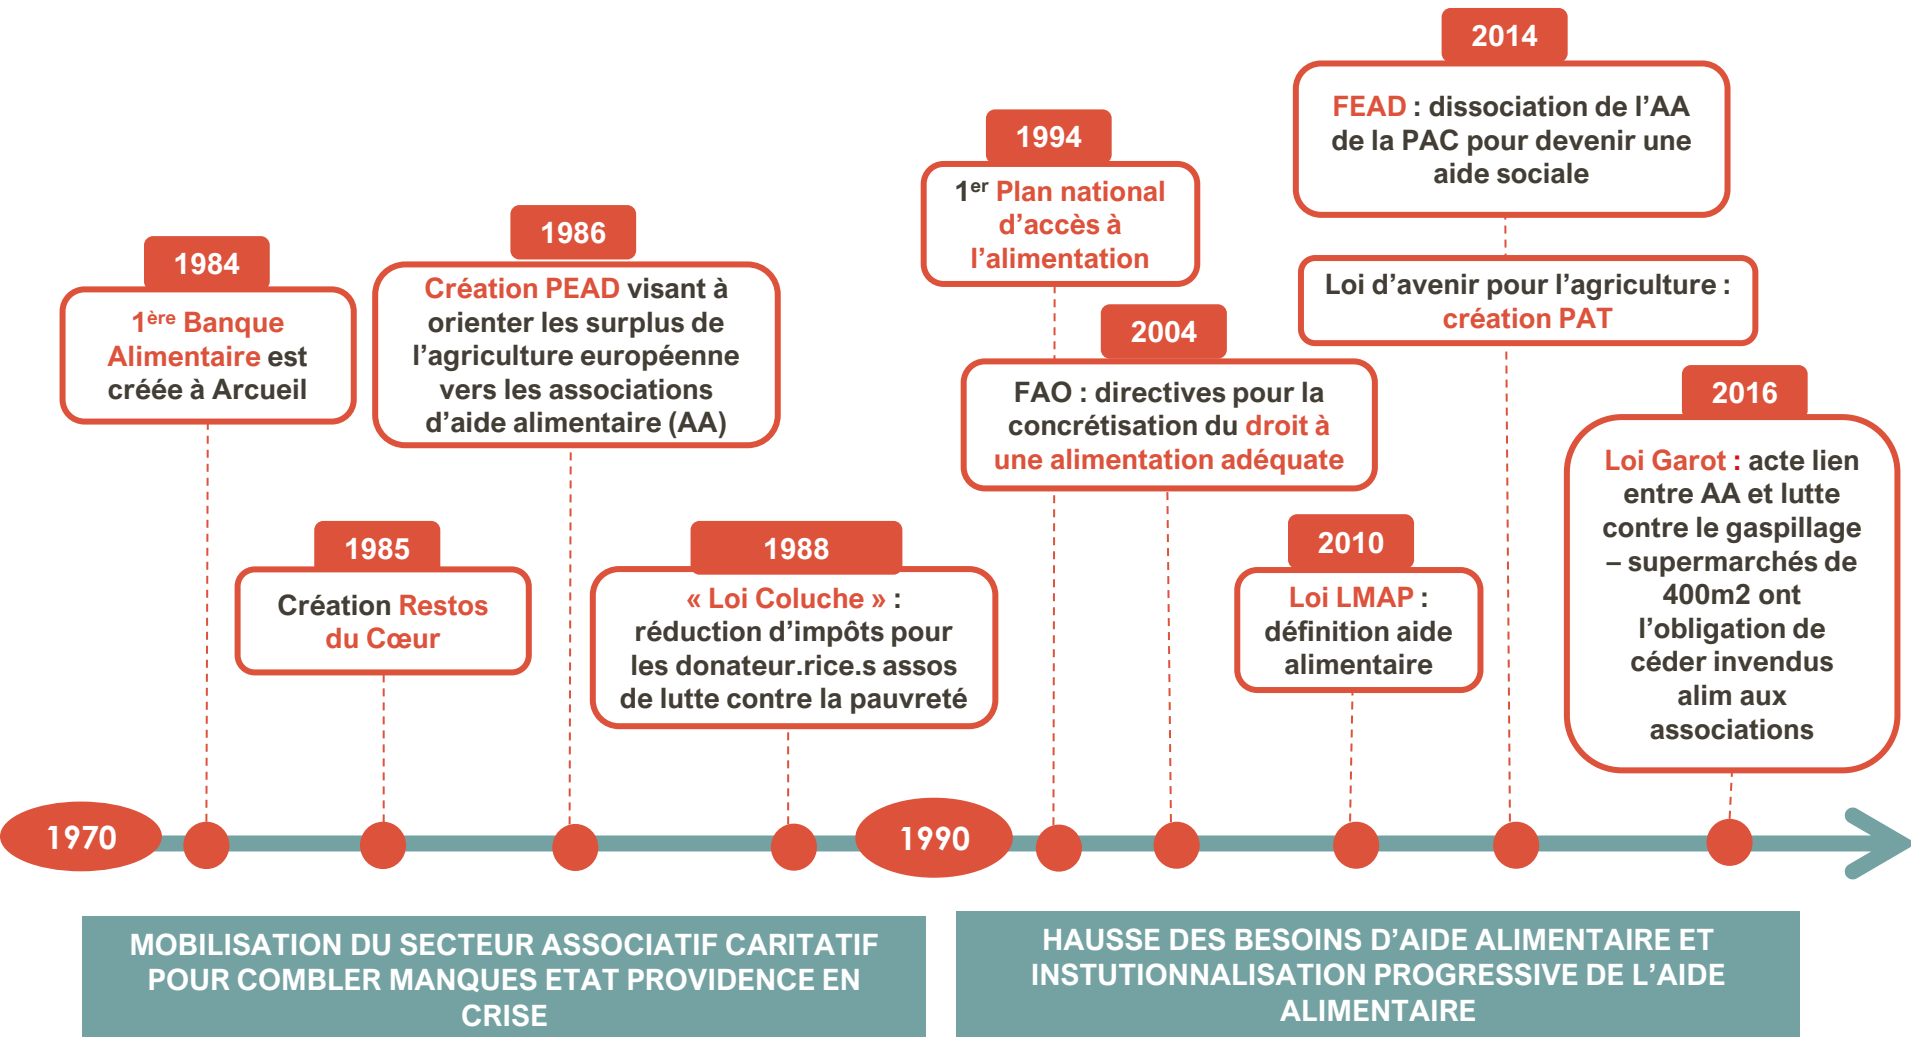 1984
1ère Banque
Alimentaire est
créée à Arcueil
1985
Création Restos
du Cœur
1986
Création PEAD visant à
orienter les surplus de
l’agriculture européenne
vers les associations
d’aide alimentaire (AA)
1988
« Loi Coluche » :
réduction d’impôts pour
les donateur.rice.s assos
de lutte contre la pauvreté
1994
1er Plan national
d’accès à
l’alimentation
2004
FAO : directives pour la
concrétisation du droit à
une alimentation adéquate
2010
Loi LMAP :
définition aide
alimentaire
2014
FEAD : dissociation de l’AA
de la PAC pour devenir une
aide sociale
Loi d’avenir pour l’agriculture :
création PAT
2016
Loi Garot : acte lien
entre AA et lutte
contre le gaspillage
– supermarchés de
400m2 ont
l’obligation de
céder invendus
alim aux
associations
1970
1990
MOBILISATION DU SECTEUR ASSOCIATIF CARITATIF
POUR COMBLER MANQUES ETAT PROVIDENCE EN
CRISE
HAUSSE DES BESOINS D’AIDE ALIMENTAIRE ET
INSTUTIONNALISATION PROGRESSIVE DE L’AIDE
ALIMENTAIRE